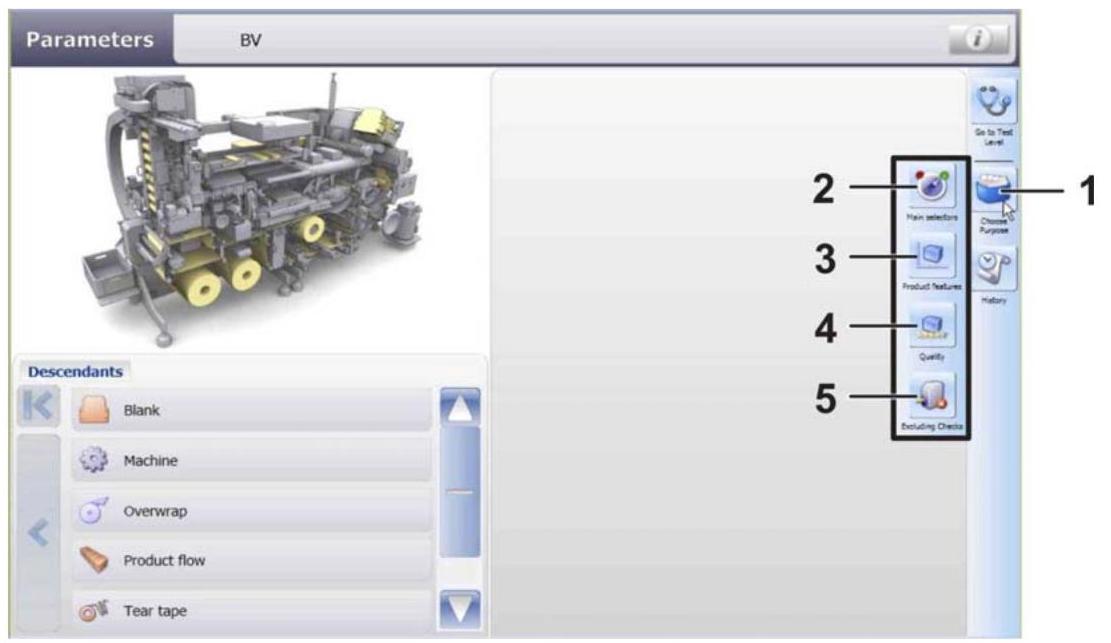 Parameters
BV
i
Go to Test
Level
2
Main selectors
1
Choose
Purpose
3
Product features
History
4
Quality
5
Excluding Checks
Descendants
Blank
Machine
Overwrap
Product flow
Tear tape